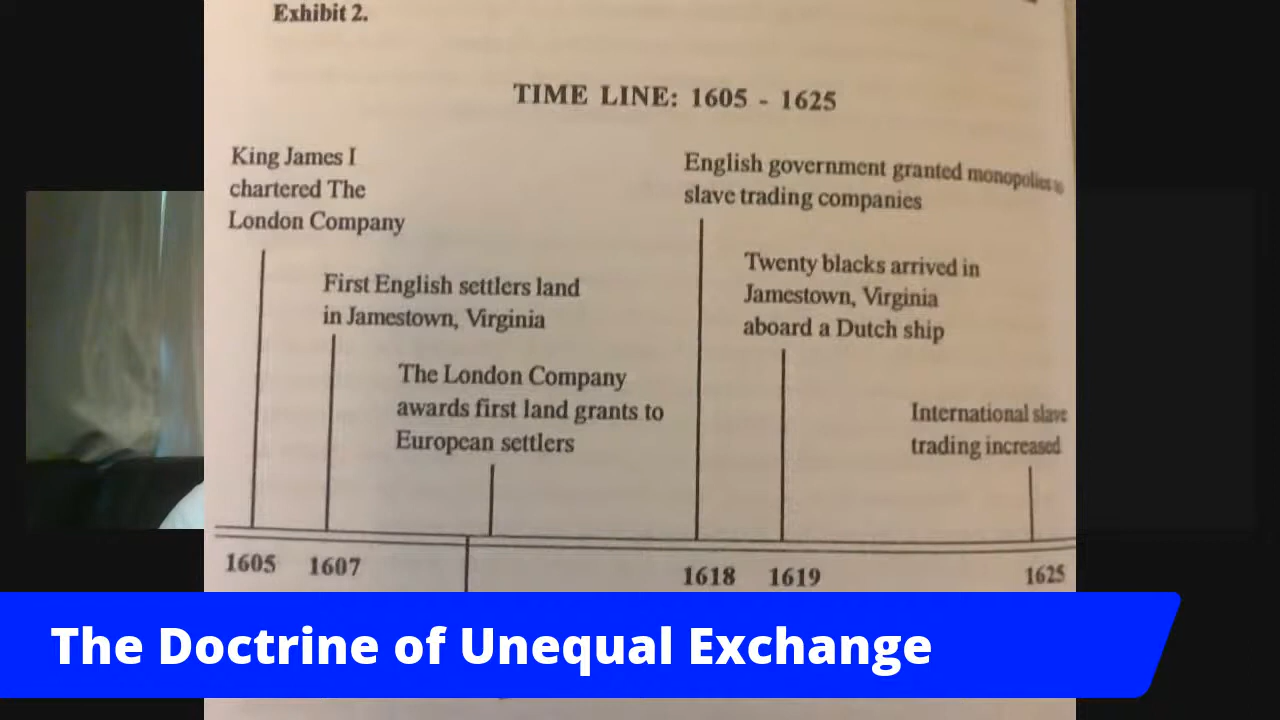 Exhibit 2.
TIME LINE: 1605 - 1625
King James I
chartered The
London Company
First English settlers land
in Jamestown, Virginia
The London Company
awards first land grants to
European settlers
English government granted monopolies to
slave trading companies
Twenty blacks arrived in
Jamestown, Virginia
aboard a Dutch ship
International slave
trading increased
1605 1607 1618 1619 1625
The Doctrine of Unequal Exchange